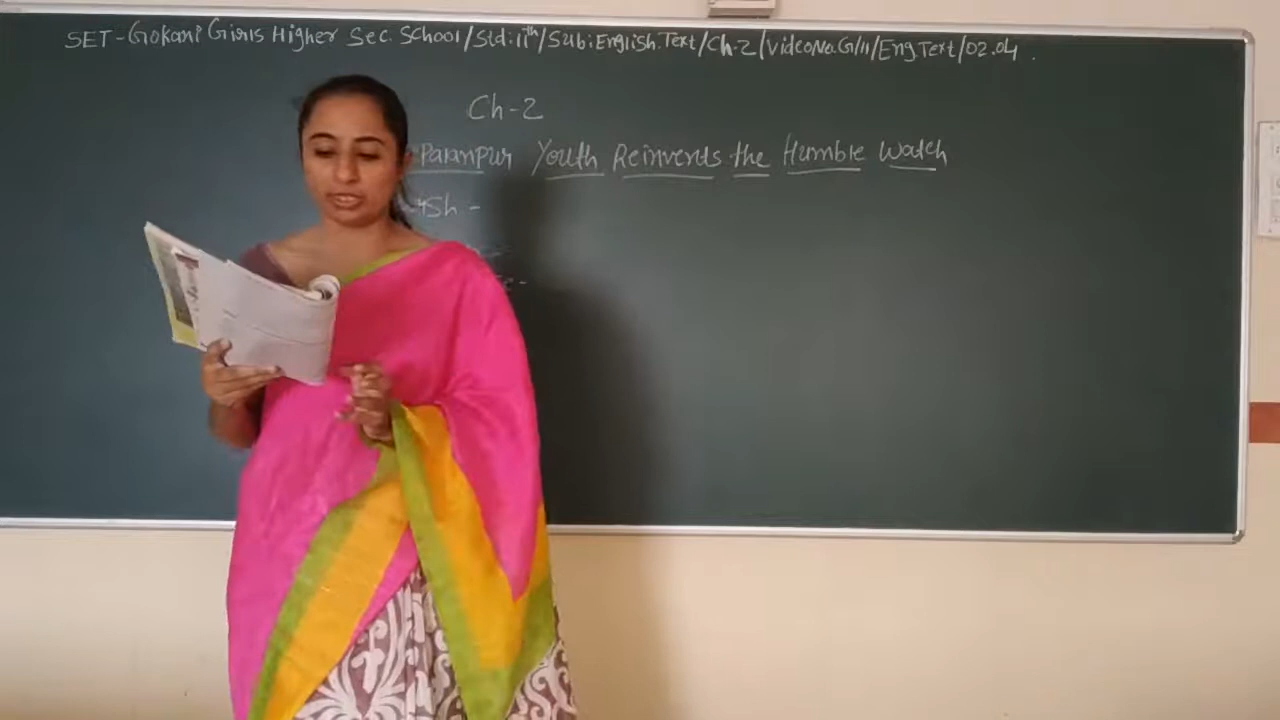 SET-Gokani Girls Higher Sec. School/Std:11th/Sub:English.Text/Ch-2/VideoNo.G/11/Eng.Text/02.04.
Ch-2
Palanpur Youth Reinvents the Humble Watch